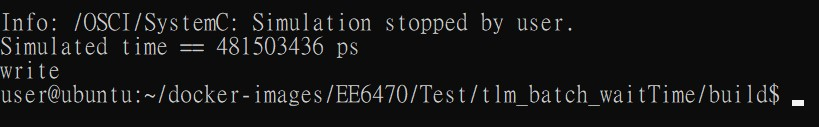 Info: /OSCI/SystemC: Simulation stopped by user.
Simulated time == 481503436 ps
write
user@ubuntu:~/docker-images/EE6470/Test/tlm_batch_waitTime/build$